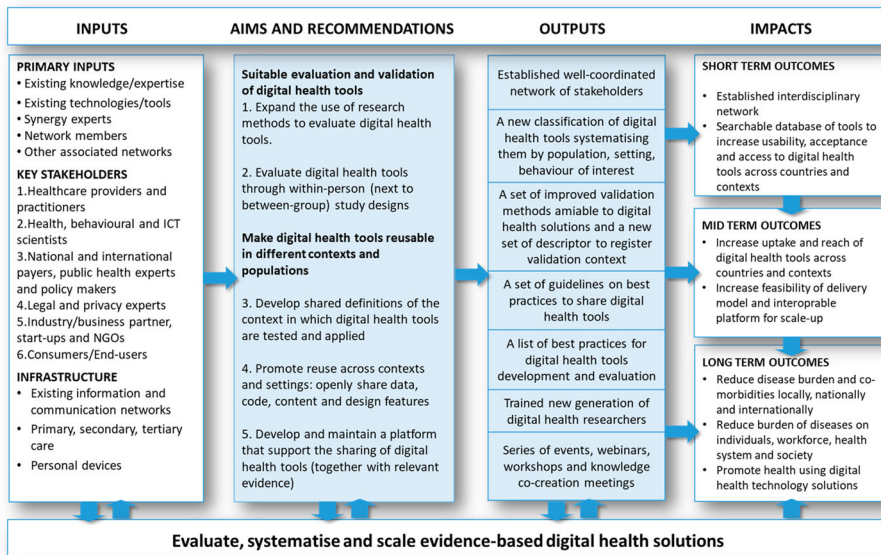 INPUTS
AIMS AND RECOMMENDATIONS
OUTPUTS
IMPACTS
PRIMARY INPUTS
• Existing knowledge/expertise
• Existing technologies/tools
• Synergy experts
• Network members
• Other associated networks
KEY STAKEHOLDERS
1.Healthcare providers and
practitioners
2.Health, behavioural and ICT
scientists
3.National and international
payers, public health experts
and policy makers
4.Legal and privacy experts
5.Industry/business partner,
start-ups and NGOs
6.Consumers/End-users
INFRASTRUCTURE
• Existing information and
communication networks
• Primary, secondary, tertiary
care
• Personal devices
Suitable evaluation and validation
of digital health tools
1. Expand the use of research
methods to evaluate digital health
tools.
2. Evaluate digital health tools
through within-person (next to
between-group) study designs
Make digital health tools reusable
in different contexts and
populations
3. Develop shared definitions of the
context in which digital health tools
are tested and applied
4. Promote reuse across contexts
and settings: openly share data,
code, content and design features
5. Develop and maintain a platform
that support the sharing of digital
health tools (together with relevant
evidence)
Established well-coordinated
network of stakeholders
A new classification of digital
health tools systematising
them by population, setting,
behaviour of interest
A set of improved validation
methods amiable to digital
health solutions and a new
set of descriptor to register
validation context
A set of guidelines on best
practices to share digital
health tools
A list of best practices for
digital health tools
development and evaluation
Trained new generation of
digital health researchers
Series of events, webinars,
workshops and knowledge
co-creation meetings
SHORT TERM OUTCOMES
• Established interdisciplinary
network
• Searchable database of tools to
increase usability, acceptance
and access to digital health
tools across countries and
contexts
MID TERM OUTCOMES
• Increase uptake and reach of
digital health tools across
countries and contexts
• Increase feasibility of delivery
model and interoprable
platform for scale-up
LONG TERM OUTCOMES
• Reduce disease burden and co-
morbidities locally, nationally
and internationally
• Reduce burden of diseases on
individuals, workforce, health
system and society
• Promote health using digital
health technology solutions
Evaluate, systematise and scale evidence-based digital health solutions